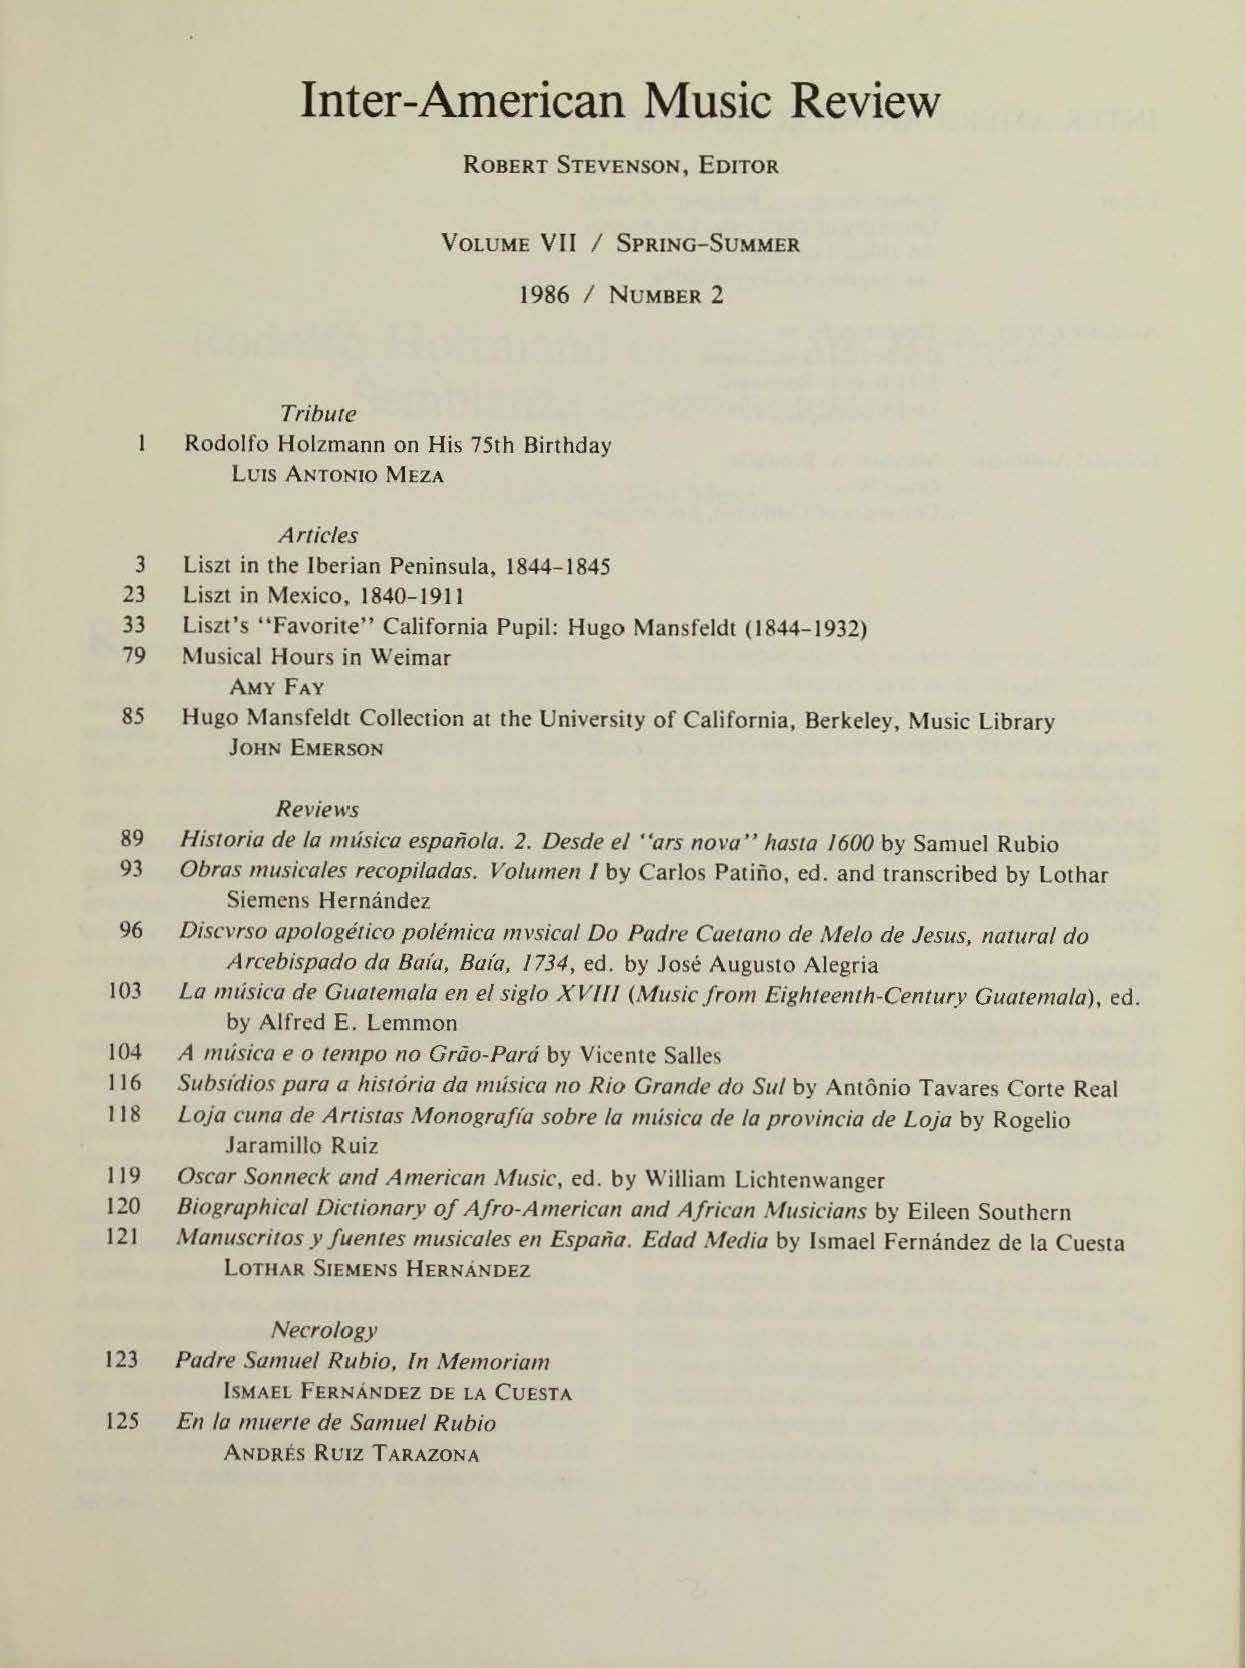 Inter-American Music Review
ROBERT STEVENSON, EDITOR
VOLUME VII / SPRING–SUMMER
1986 / NUMBER 2
Tribute
1 Rodolfo Holzmann on His 75th Birthday
LUIS ANTONIO MEZA
Articles
3 Liszt in the Iberian Peninsula, 1844–1845
23 Liszt in Mexico, 1840–1911
33 Liszt's “Favorite” California Pupil: Hugo Mansfeldt (1844–1932)
79 Musical Hours in Weimar
AMY FAY
85 Hugo Mansfeldt Collection at the University of California, Berkeley, Music Library
JOHN EMERSON
Reviews
89 Historia de la música española. 2. Desde el “ars nova” hasta 1600 by Samuel Rubio
93 Obras musicales recopiladas. Volumen I by Carlos Patiño, ed. and transcribed by Lothar
Siemens Hernández
96 Discvrso apologético polémica mvsical Do Padre Caetano de Melo de Jesus, natural do
Arcebispado da Baía, Baía, 1734, ed. by José Augusto Alegria
103 La música de Guatemala en el siglo XVIII (Music from Eighteenth-Century Guatemala), ed.
by Alfred E. Lemmon
104 A música e o tempo no Grão-Pará by Vicente Salles
116 Subsídios para a história da música no Rio Grande do Sul by Antônio Tavares Corte Real
118 Loja cuna de Artistas Monografía sobre la música de la provincia de Loja by Rogelio
Jaramillo Ruiz
119 Oscar Sonneck and American Music, ed. by William Lichtenwanger
120 Biographical Dictionary of Afro-American and African Musicians by Eileen Southern
121 Manuscritos y fuentes musicales en España. Edad Media by Ismael Fernández de la Cuesta
LOTHAR SIEMENS HERNÁNDEZ
Necrology
123 Padre Samuel Rubio, In Memoriam
ISMAEL FERNÁNDEZ DE LA CUESTA
125 En la muerte de Samuel Rubio
ANDRÉS RUIZ TARAZONA